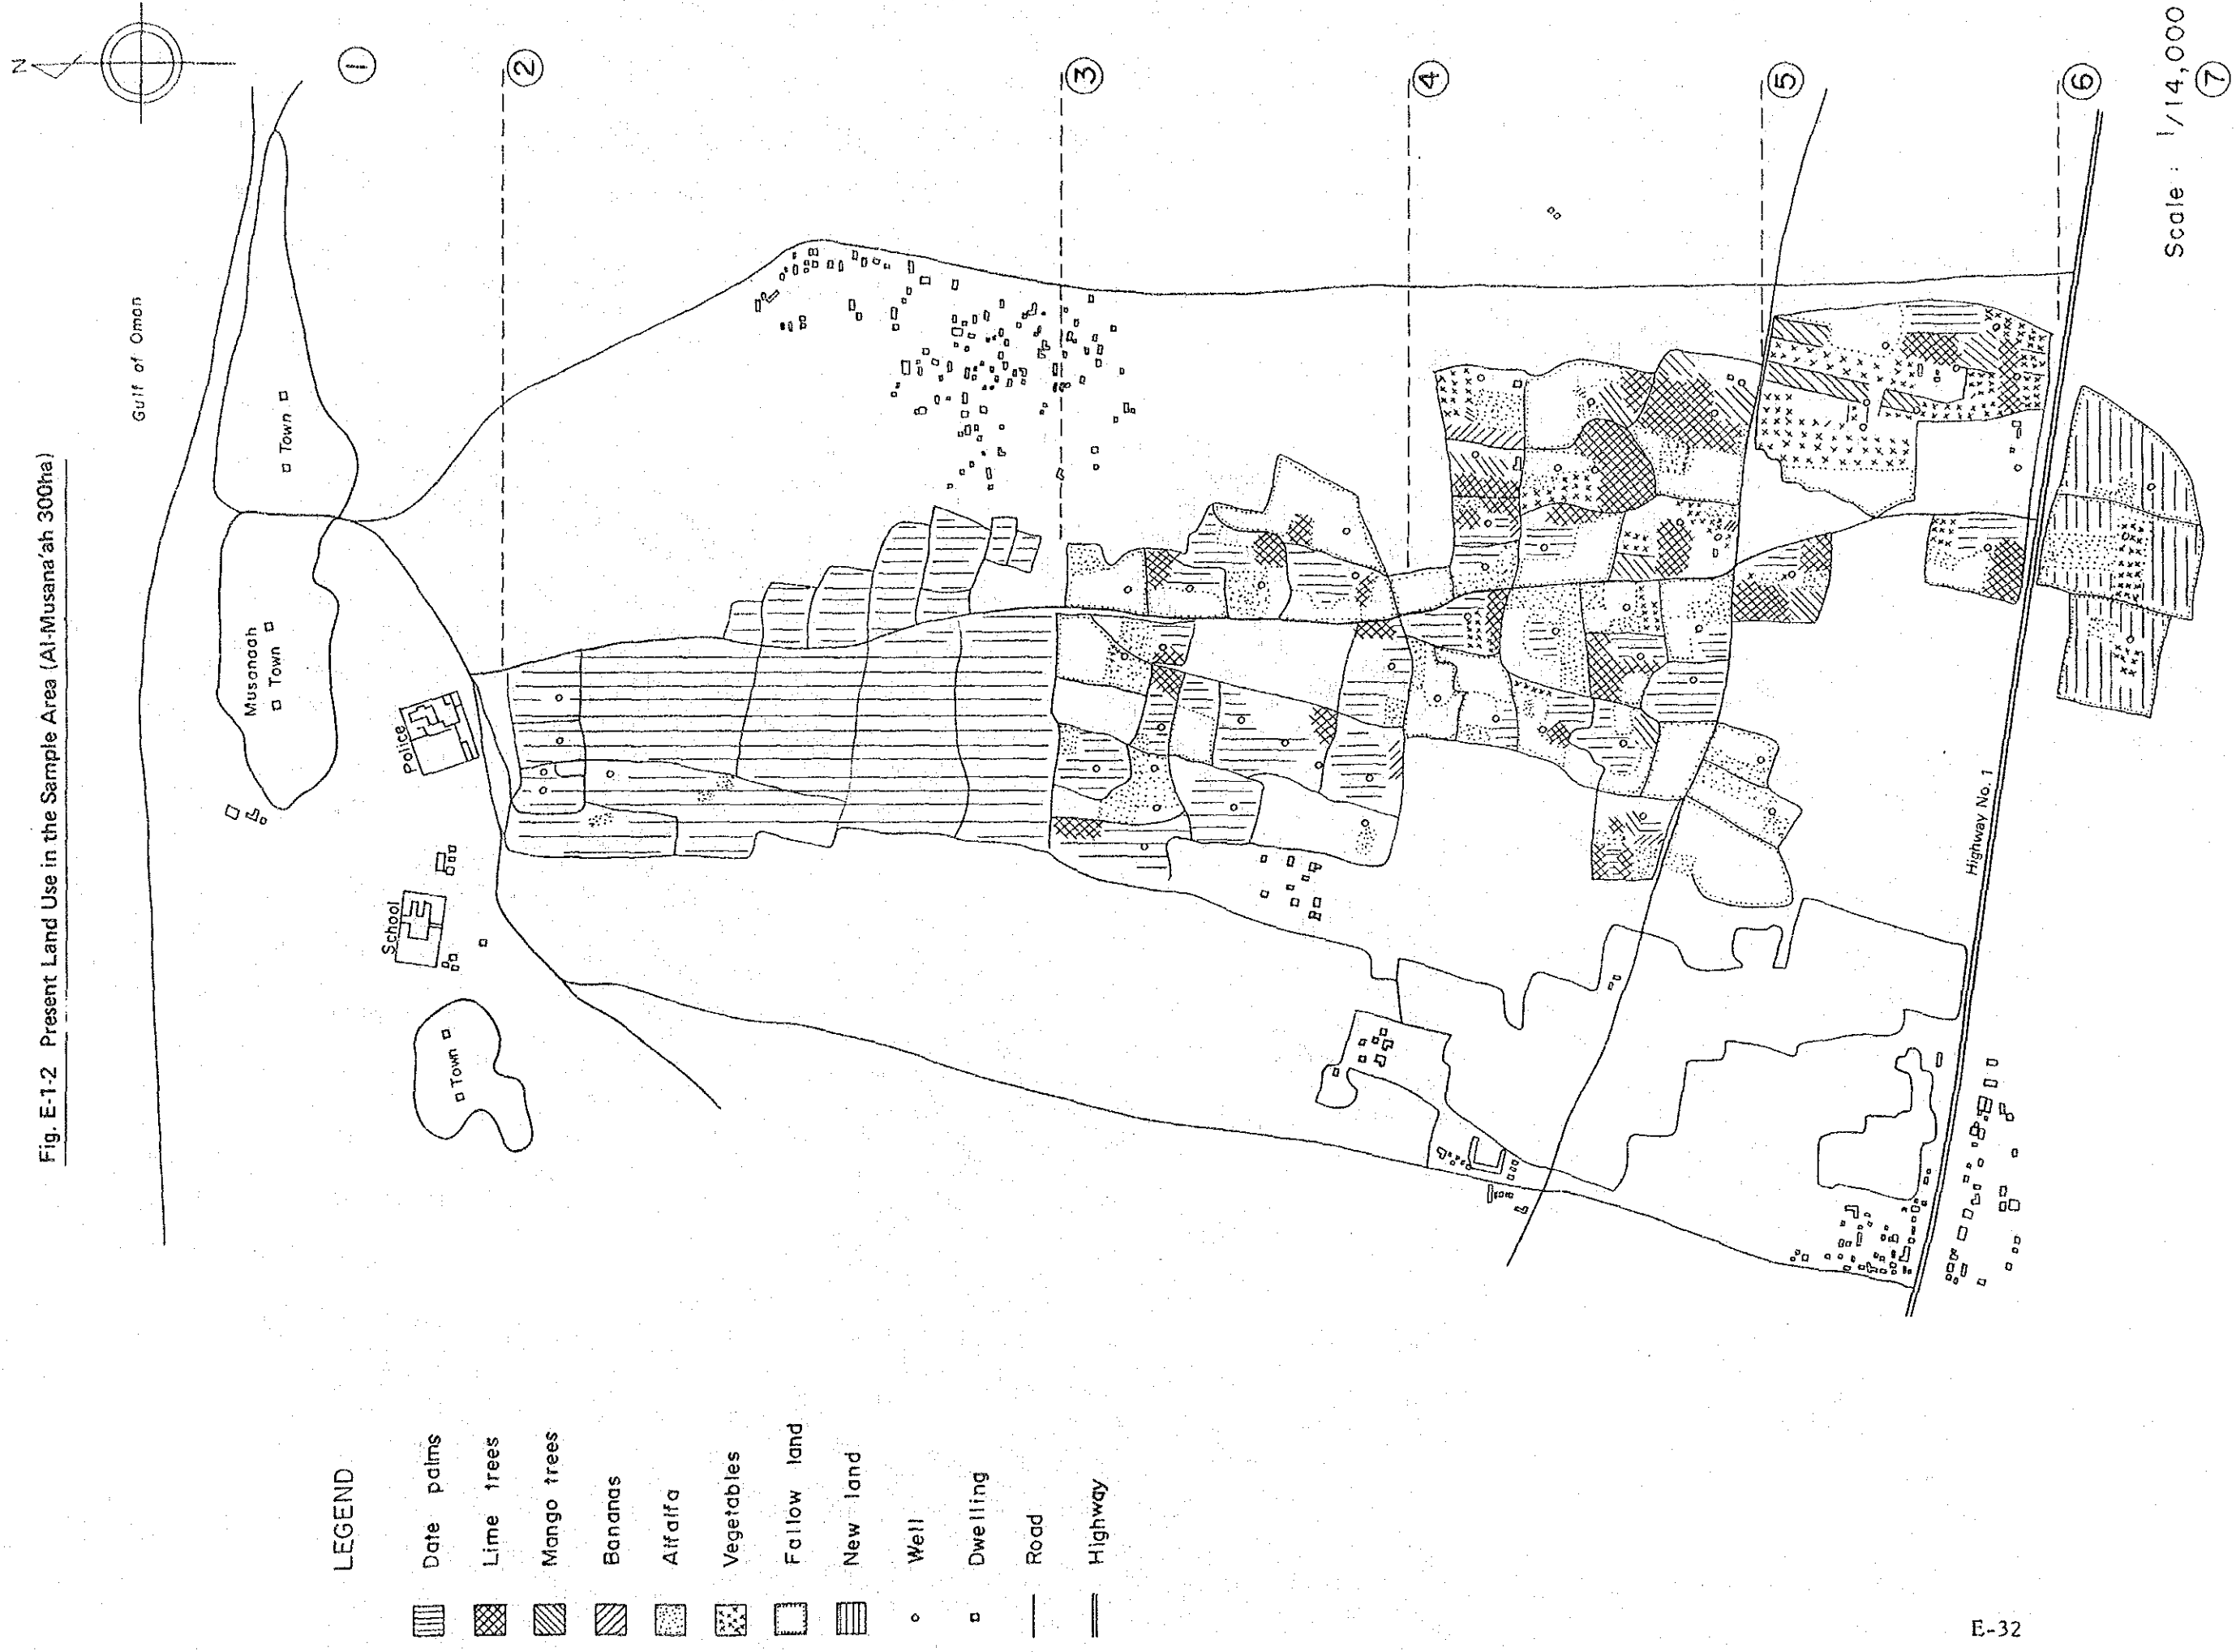 Fig. E-1-2 Present Land Use in the Sample Area (Al-Musana'ah 300ha)
N
Gulf of Oman
Town
Musanaah
Town
Police
School
Town
①
②
③
④
⑤
⑥
⑦
Highway No. 1
Scale : 1/14,000
LEGEND
Date palms
Lime trees
Mango trees
Bananas
Alfalfa
Vegetables
Fallow land
New land
Well
Dwelling
Road
Highway
E-32